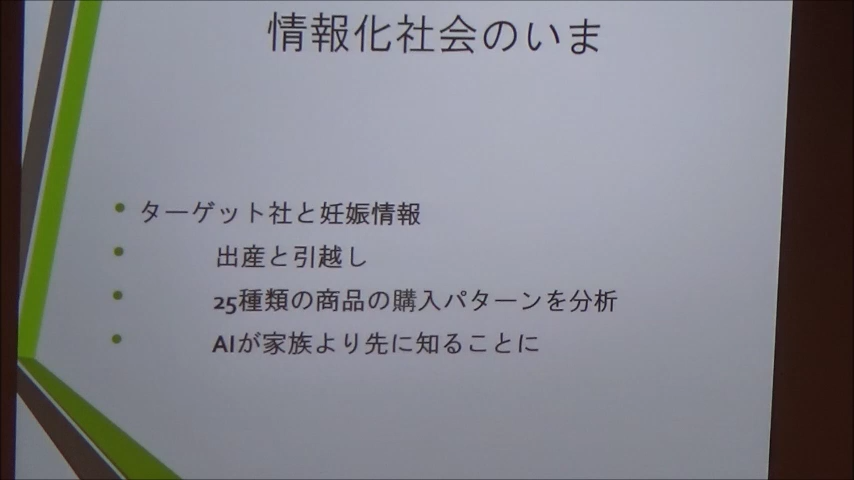 情報化社会のいま
• ターゲット社と妊娠情報
• 出産と引越し
• 25種類の商品の購入パターンを分析
• AIが家族より先に知ることに